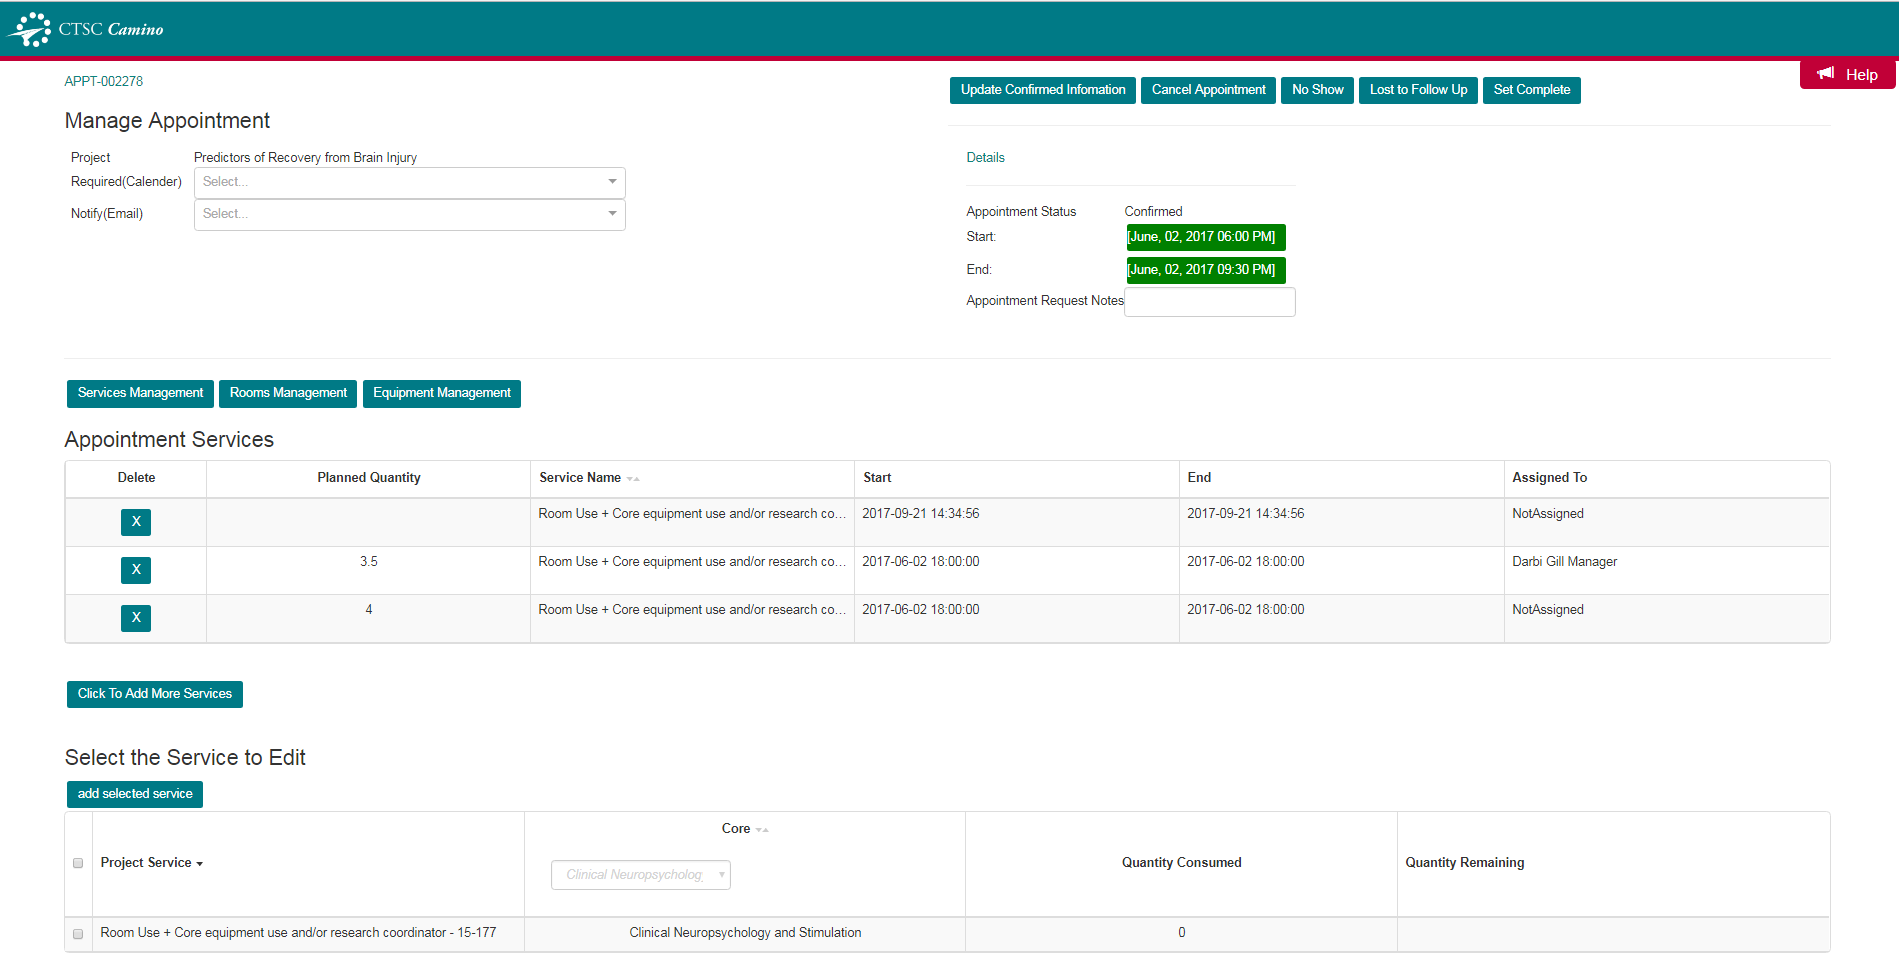 CTSC Camino
Help
APPT-002278
Update Confirmed Infomation Cancel Appointment No Show Lost to Follow Up Set Complete
Manage Appointment
Project Predictors of Recovery from Brain Injury
Required(Calender) Select...
Notify(Email) Select...
Details
Appointment Status Confirmed
Start: [June, 02, 2017 06:00 PM]
End: [June, 02, 2017 09:30 PM]
Appointment Request Notes
Services Management Rooms Management Equipment Management
Appointment Services
Delete Planned Quantity Service Name Start End Assigned To
X Room Use + Core equipment use and/or research co... 2017-09-21 14:34:56 2017-09-21 14:34:56 NotAssigned
X 3.5 Room Use + Core equipment use and/or research co... 2017-06-02 18:00:00 2017-06-02 18:00:00 Darbi Gill Manager
X 4 Room Use + Core equipment use and/or research co... 2017-06-02 18:00:00 2017-06-02 18:00:00 NotAssigned
Click To Add More Services
Select the Service to Edit
add selected service
Project Service Core Quantity Consumed Quantity Remaining
Clinical Neuropsycholog
Room Use + Core equipment use and/or research coordinator - 15-177 Clinical Neuropsychology and Stimulation 0